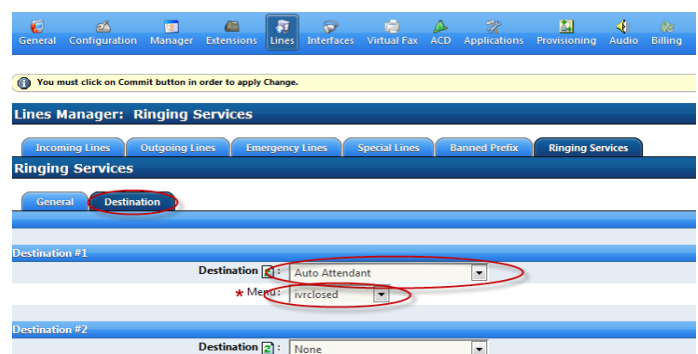 General Configuration Manager Extensions Lines Interfaces Virtual Fax ACD Applications Provisioning Audio Billing
You must click on Commit button in order to apply Change.
Lines Manager: Ringing Services
Incoming Lines Outgoing Lines Emergency Lines Special Lines Banned Prefix Ringing Services
Ringing Services
General Destination
Destination #1
Destination : Auto Attendant
* Menu: ivrclosed
Destination #2
Destination : None